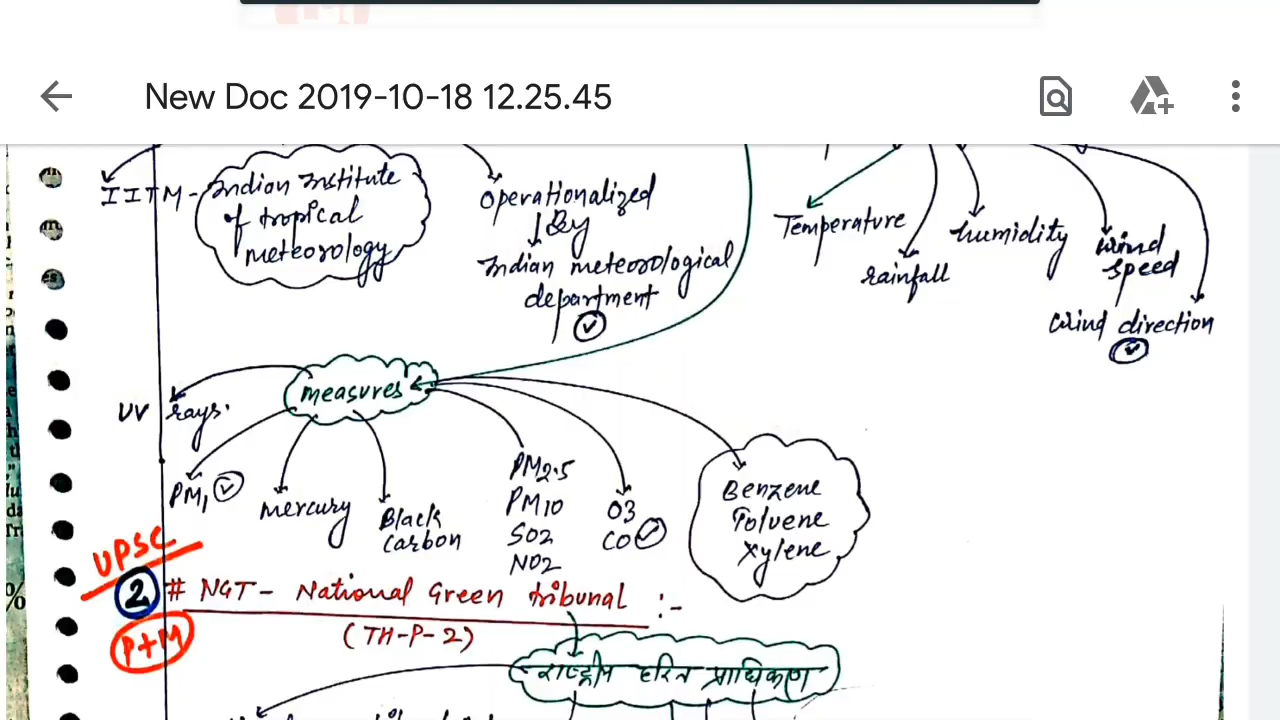 New Doc 2019-10-18 12.25.45
IITM - Indian Institute
of tropical
meteorology
Operationalized
By
Indian meteorological
department
Temperature
rainfall
humidity
Wind
speed
Wind direction
measures
UV rays.
PM1
Mercury
Black
Carbon
PM2.5
PM10
SO2
NO2
O3
CO
Benzene
Toluene
Xylene
UPSC
2 # NGT - National Green tribunal :-
P+M
(TH-P-2)
राष्ट्रीय हरित प्राधिकरण